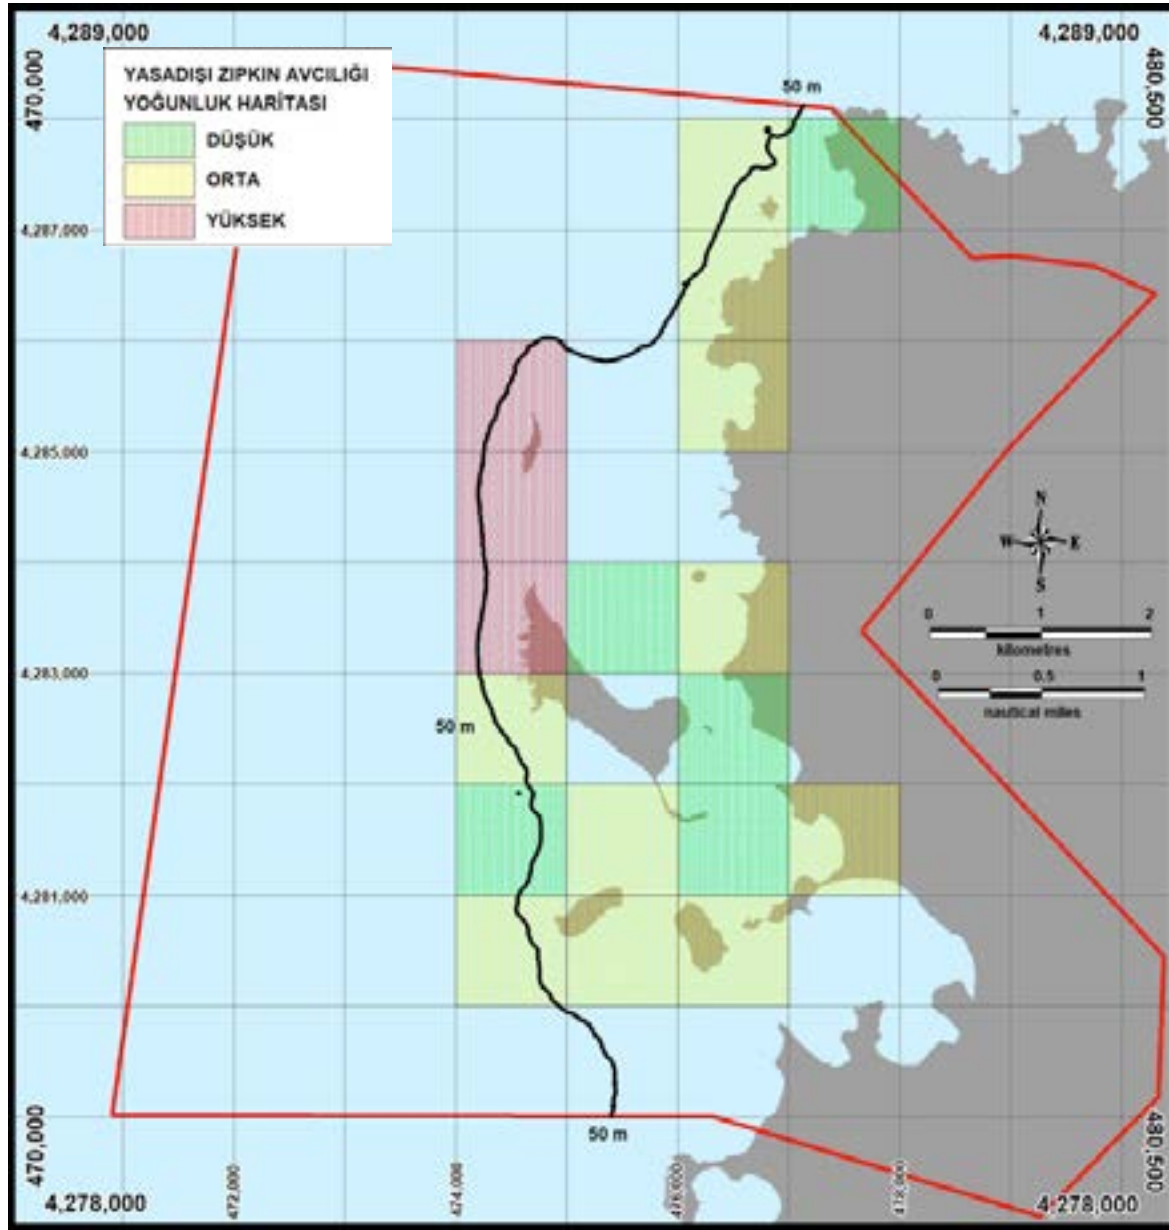 4,289,000
4,289,000
470,000
480,500
YASADIŞI ZIPKIN AVCILIĞI
YOĞUNLUK HARİTASI
DÜŞÜK
ORTA
YÜKSEK
50 m
4,287,000
4,285,000
N
W E
S
0 1 2
kilometres
0 0.5 1
nautical miles
4,283,000
50 m
4,281,000
50 m
470,000
472,000
474,000
476,000
478,000
480,500
4,278,000
4,278,000